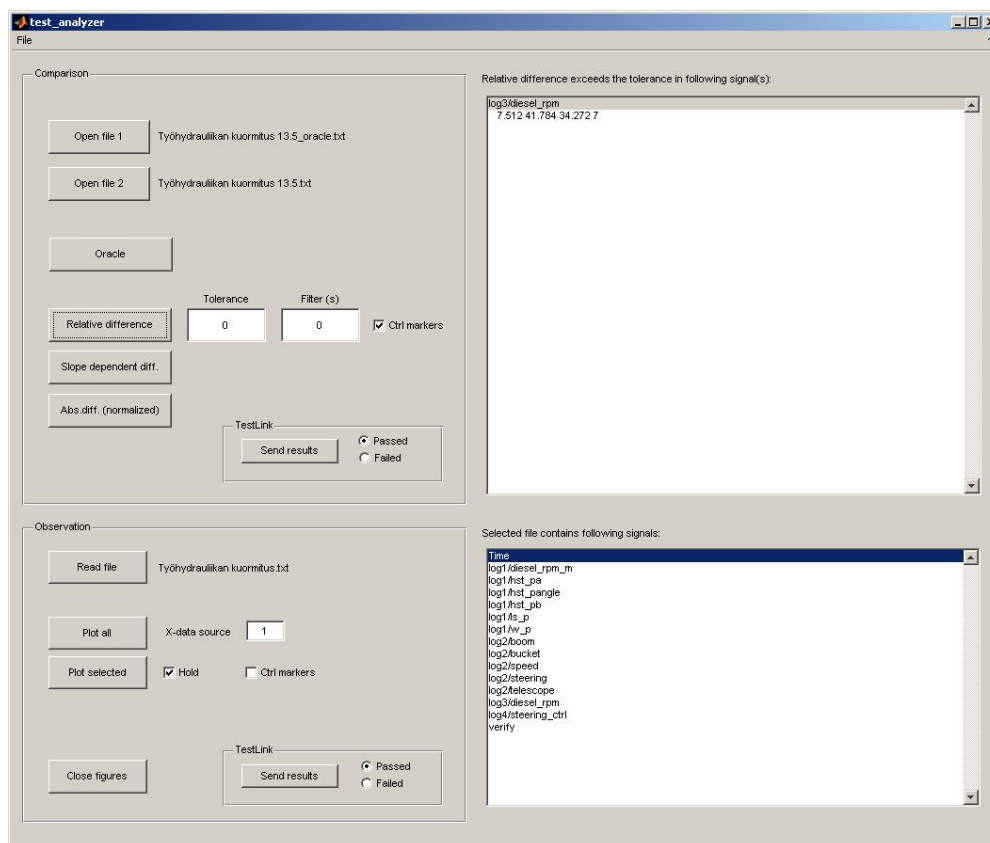 test_analyzer
File
Comparison
Open file 1 Työhydrauliikan kuormitus 13.5_oracle.txt
Open file 2 Työhydrauliikan kuormitus 13.5.txt
Oracle
Tolerance Filter (s)
Relative difference 0 0 Ctrl markers
Slope dependent diff.
Abs.diff. (normalized)
TestLink
Send results Passed
Failed
Relative difference exceeds the tolerance in following signal(s):
log3/diesel_rpm
7.512 41.784 34.272 7
Observation
Read file Työhydrauliikan kuormitus.txt
Plot all X-data source 1
Plot selected Hold Ctrl markers
TestLink
Close figures Send results Passed
Failed
Selected file contains following signals:
Time
log1/diesel_rpm_m
log1/hst_pa
log1/hst_pangle
log1/hst_pb
log1/ls_p
log1/w_p
log2/boom
log2/bucket
log2/speed
log2/steering
log2/telescope
log3/diesel_rpm
log4/steering_ctrl
verify